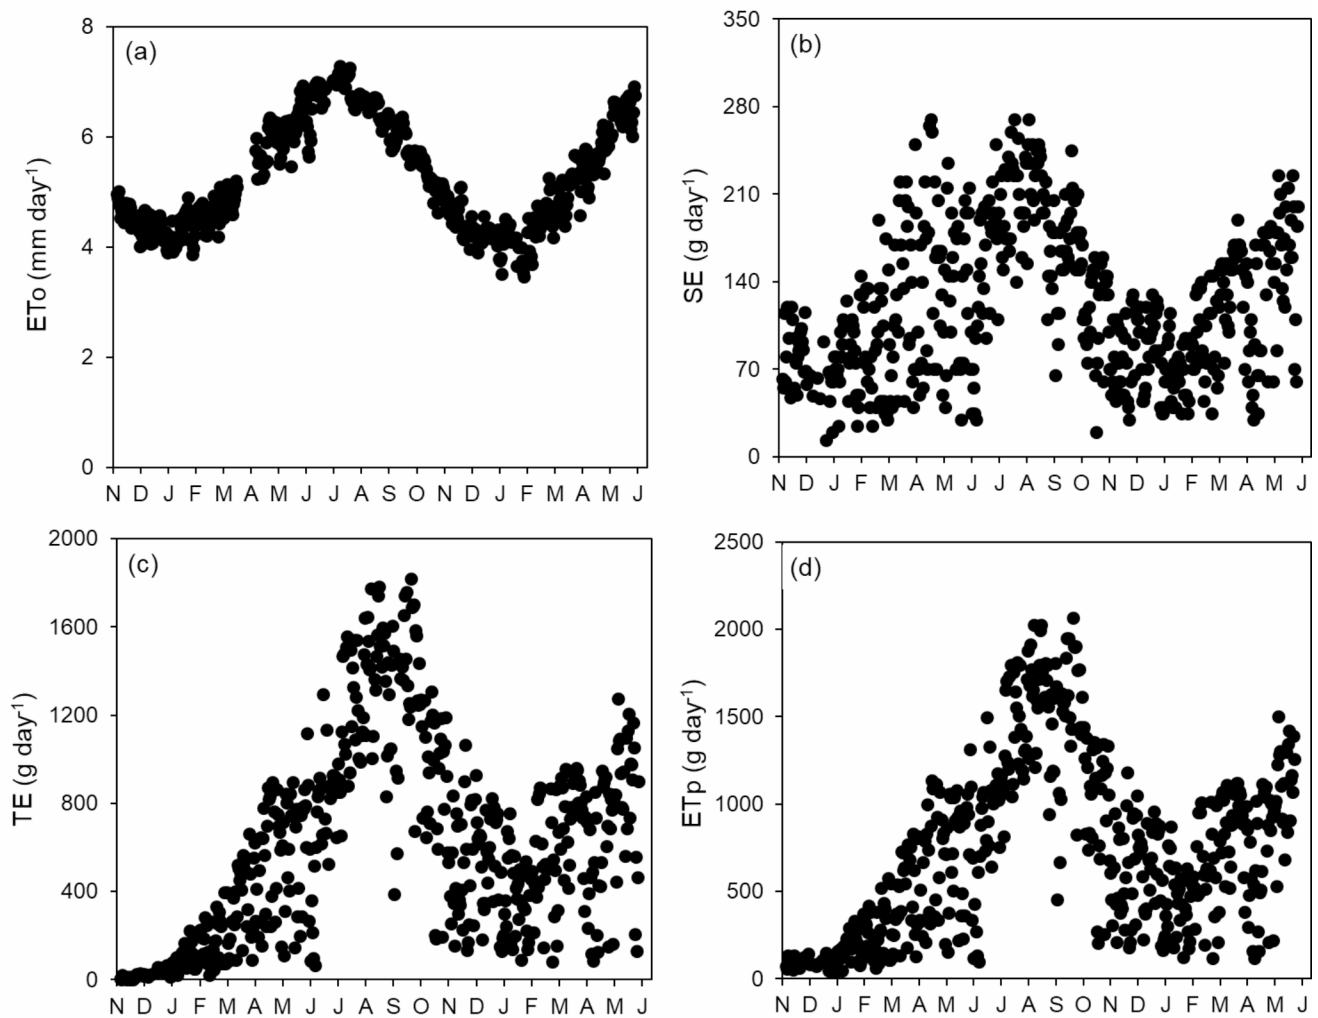 (a)
ETo (mm day-1)
8
6
4
2
0
N D J F M A M J J A S O N D J F M A M J
(b)
SE (g day-1)
350
280
210
140
70
0
N D J F M A M J J A S O N D J F M A M J
(c)
TE (g day-1)
2000
1600
1200
800
400
0
N D J F M A M J J A S O N D J F M A M J
(d)
ETp (g day-1)
2500
2000
1500
1000
500
0
N D J F M A M J J A S O N D J F M A M J